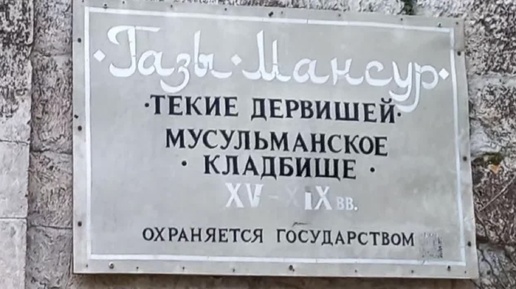 · Газы · Мансур ·
· ТЕКИЕ ДЕРВИШЕЙ ·
МУСУЛЬМАНСКОЕ
· КЛАДБИЩЕ ·
XV - XIX вв.
ОХРАНЯЕТСЯ ГОСУДАРСТВОМ